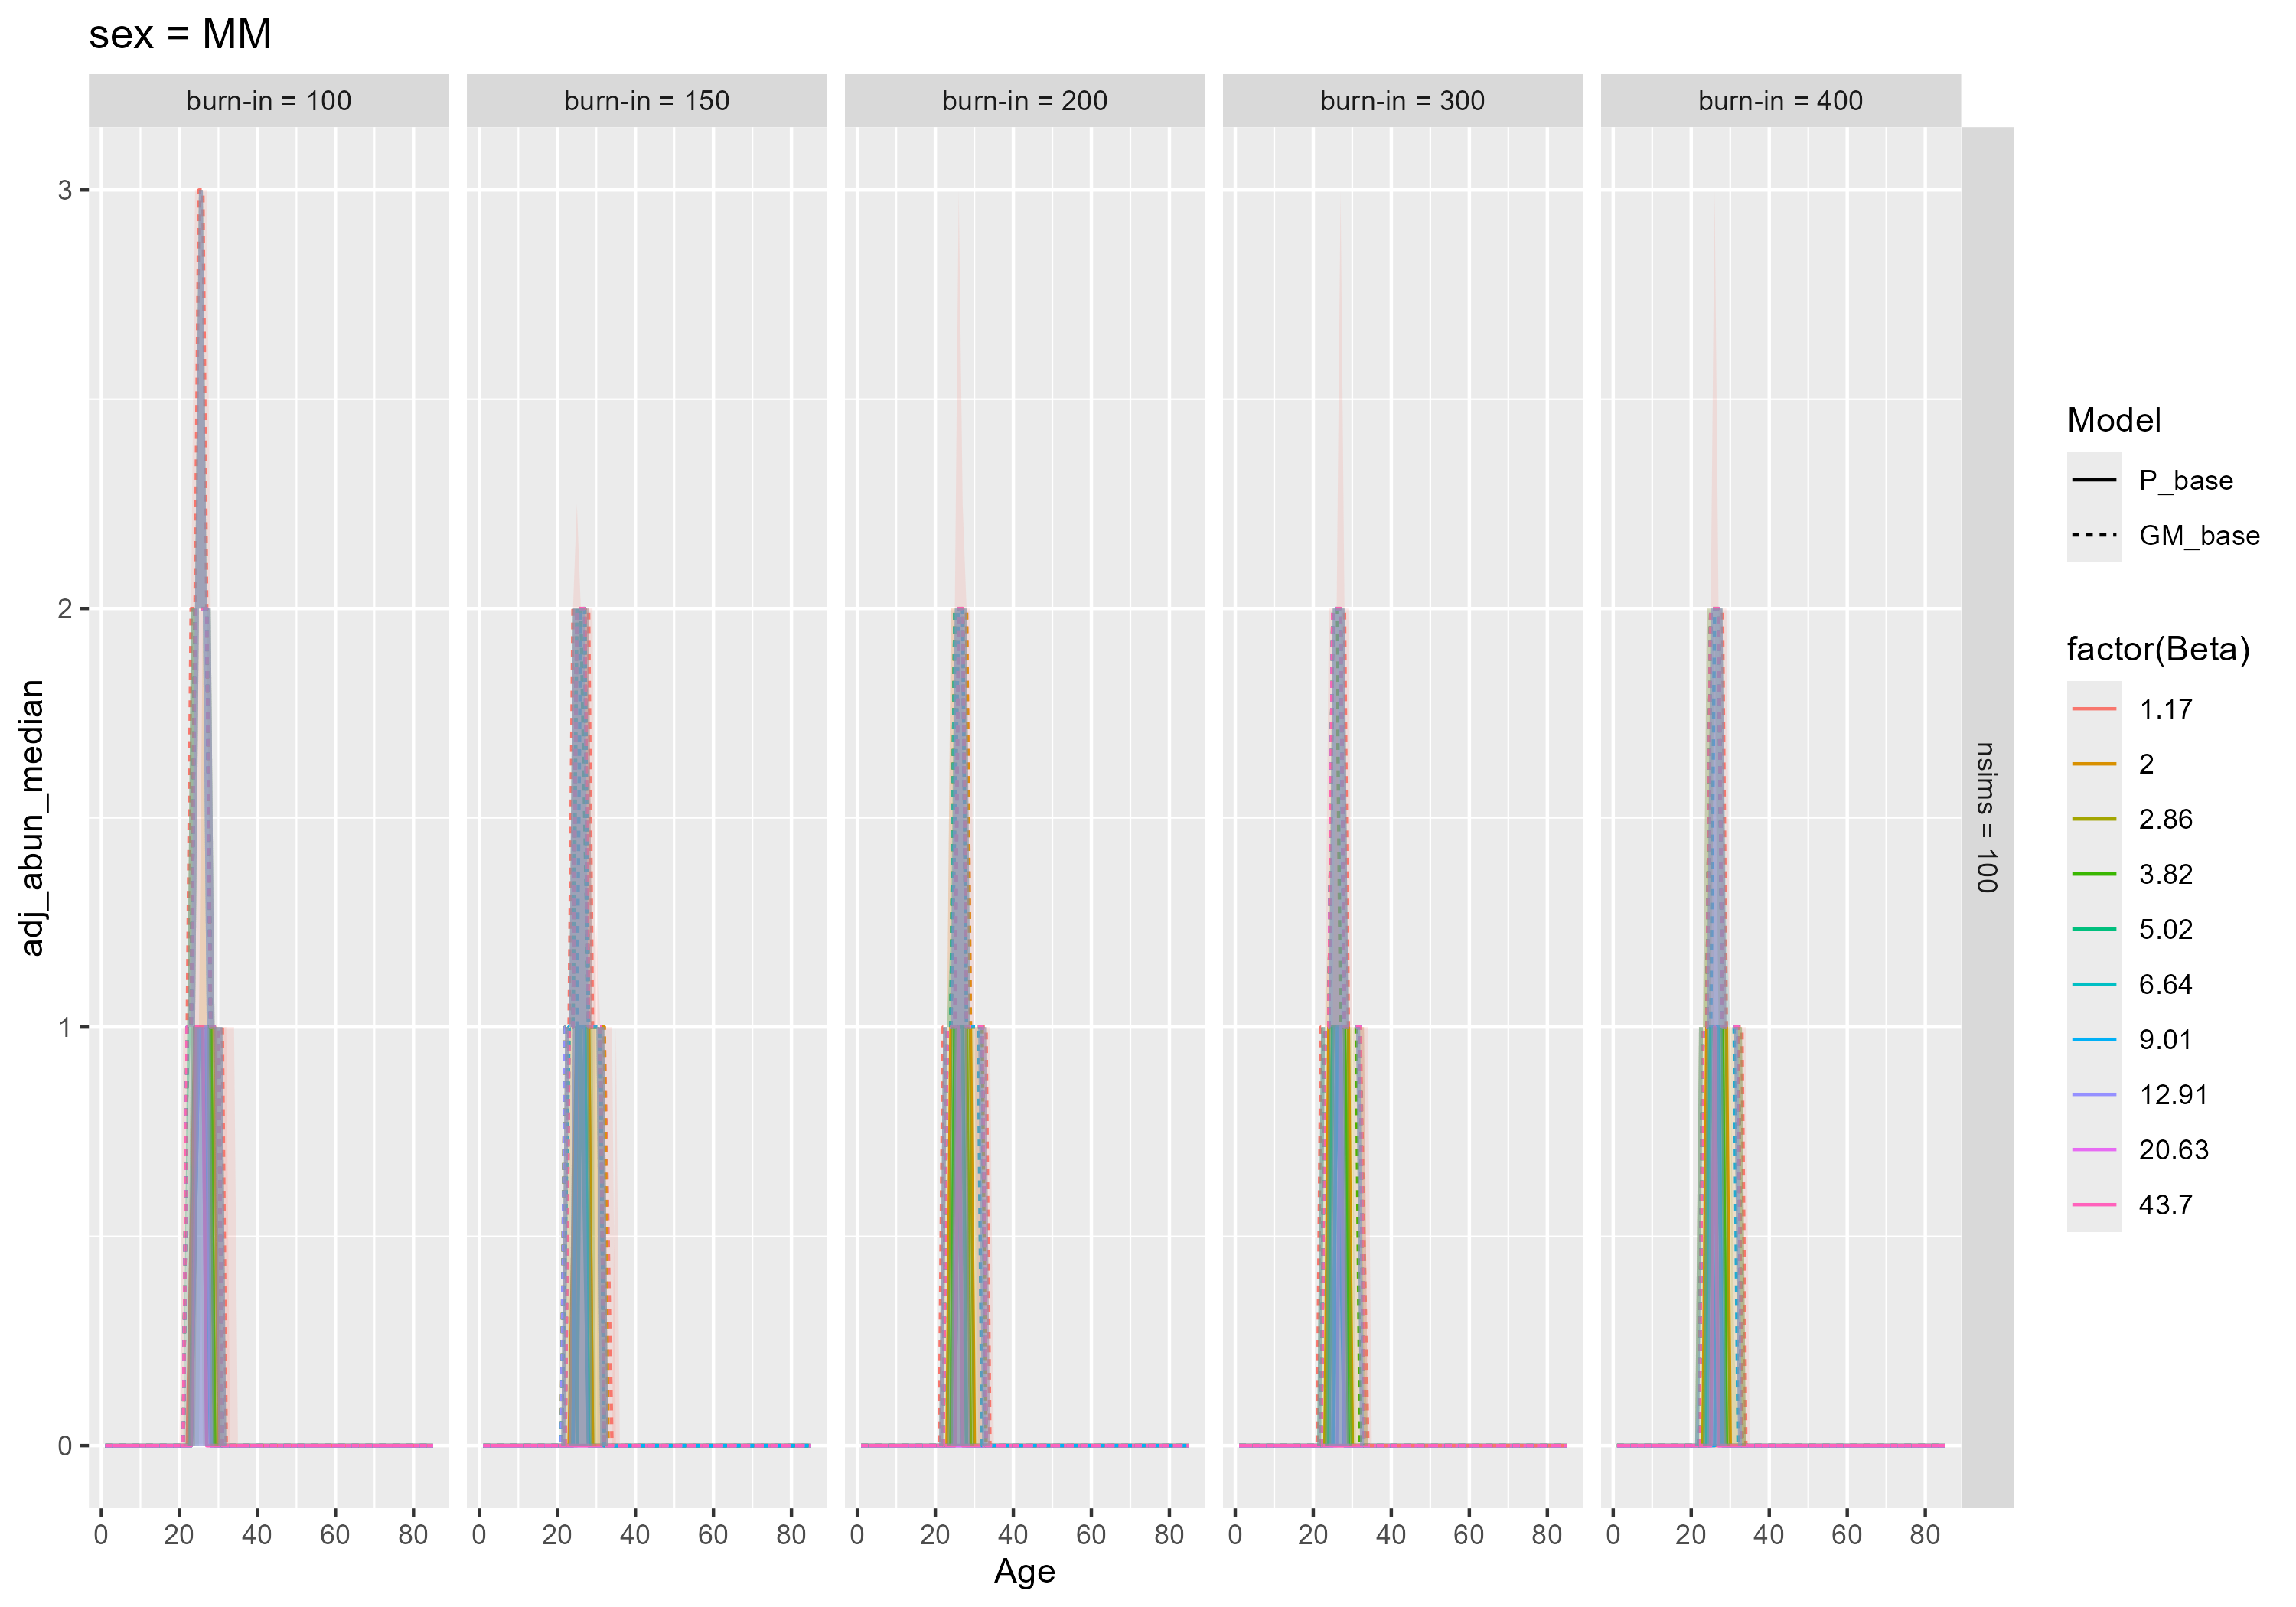 sex = MM
burn-in = 100
burn-in = 150
burn-in = 200
burn-in = 300
burn-in = 400
nsims = 100
adj_abun_median
3
2
1
0
0 20 40 60 80
0 20 40 60 80
0 20 40 60 80
0 20 40 60 80
0 20 40 60 80
Age
Model
P_base
GM_base
factor(Beta)
1.17
2
2.86
3.82
5.02
6.64
9.01
12.91
20.63
43.7